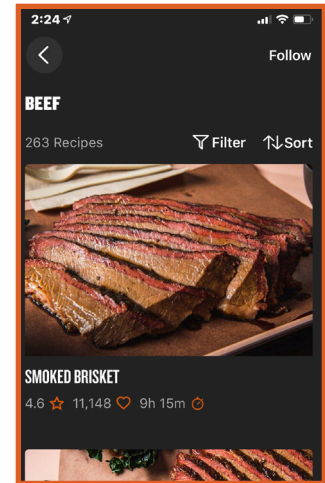 2:24
Follow
BEEF
263 Recipes Filter Sort
SMOKED BRISKET
4.6 11,148 9h 15m